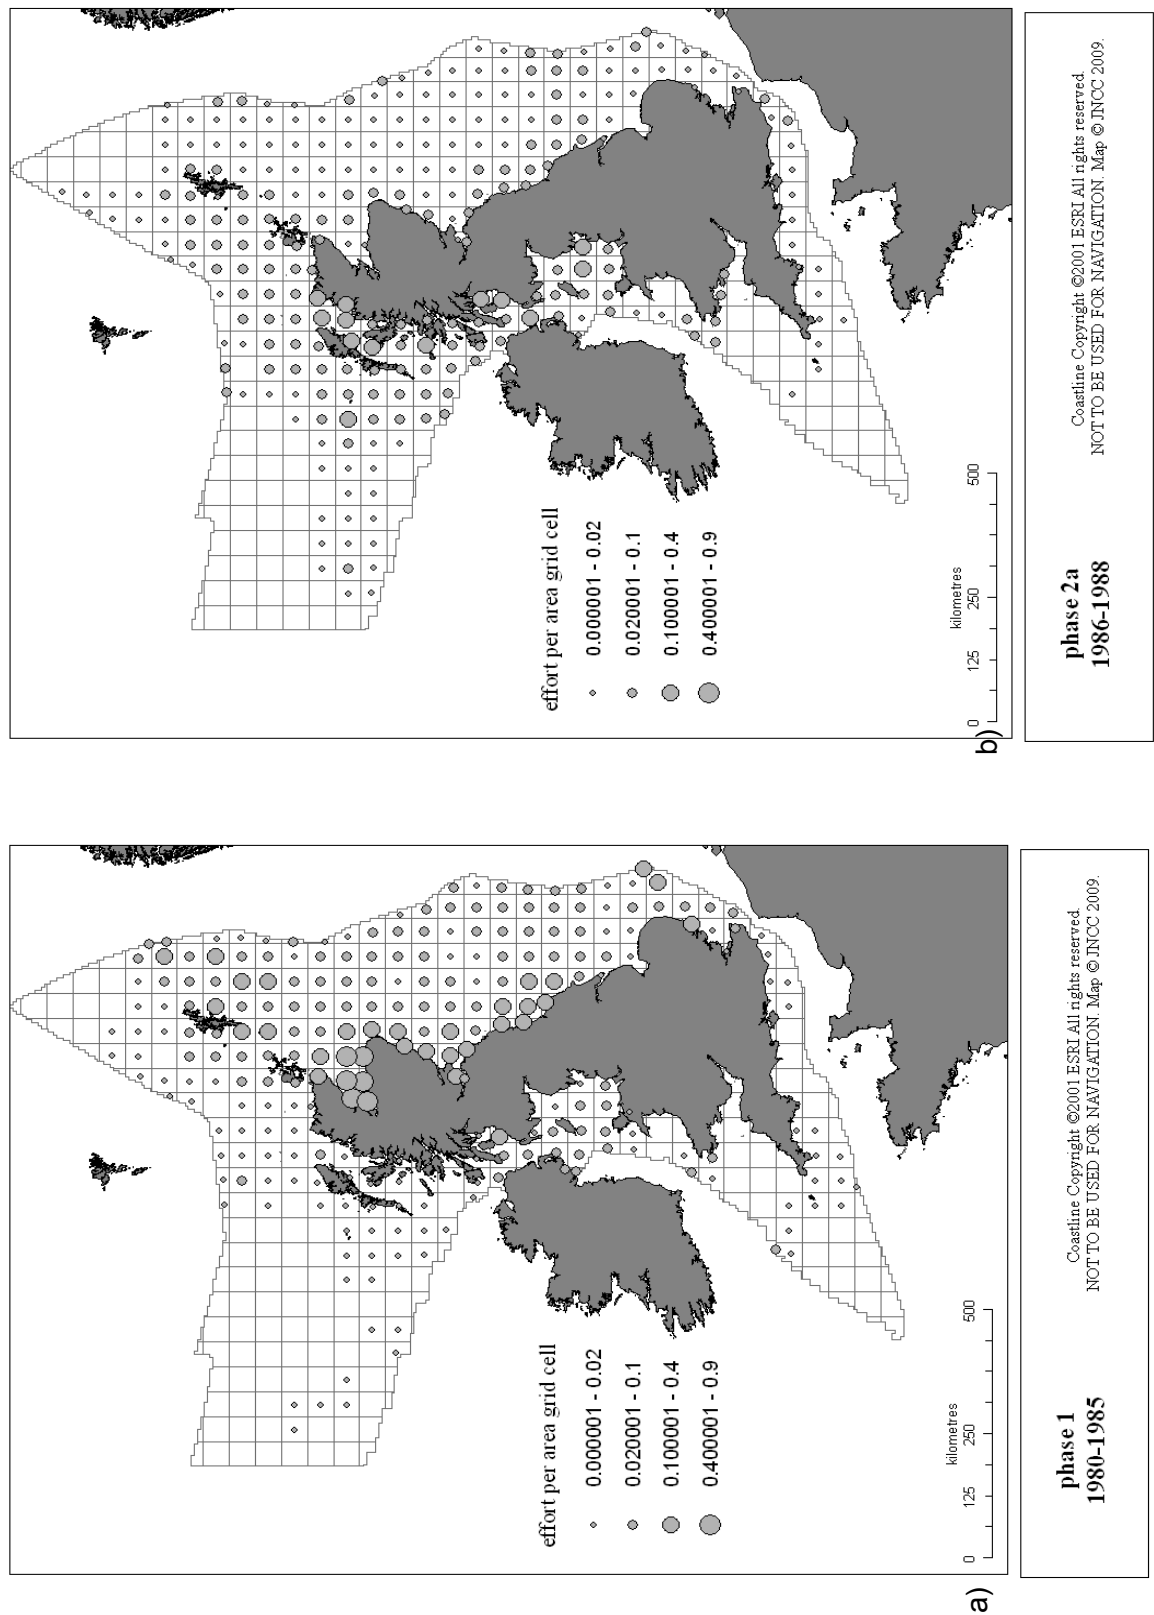 a)
effort per area grid cell
0.000001 - 0.02
0.020001 - 0.1
0.100001 - 0.4
0.400001 - 0.9
kilometres
0 125 250 500
phase 1
1980-1985
Coastline Copyright ©2001 ESRI All rights reserved.
NOT TO BE USED FOR NAVIGATION. Map © JNCC 2009.
b)
effort per area grid cell
0.000001 - 0.02
0.020001 - 0.1
0.100001 - 0.4
0.400001 - 0.9
kilometres
0 125 250 500
phase 2a
1986-1988
Coastline Copyright ©2001 ESRI All rights reserved.
NOT TO BE USED FOR NAVIGATION. Map © JNCC 2009.